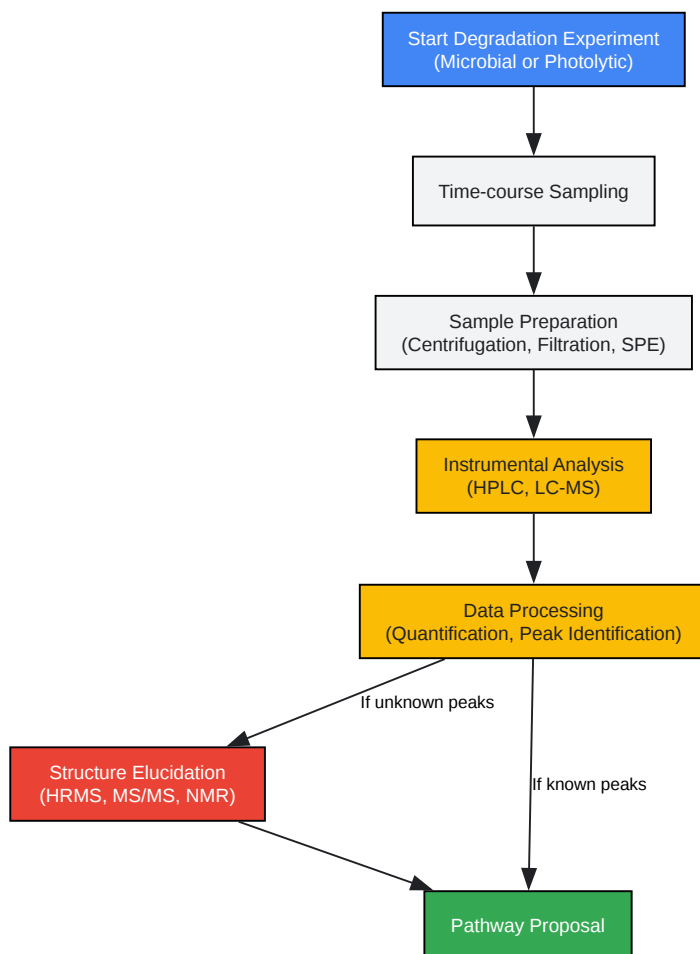 Start Degradation Experiment
(Microbial or Photolytic)
Time-course Sampling
Sample Preparation
(Centrifugation, Filtration, SPE)
Instrumental Analysis
(HPLC, LC-MS)
Data Processing
(Quantification, Peak Identification)
If unknown peaks
Structure Elucidation
(HRMS, MS/MS, NMR)
If known peaks
Pathway Proposal